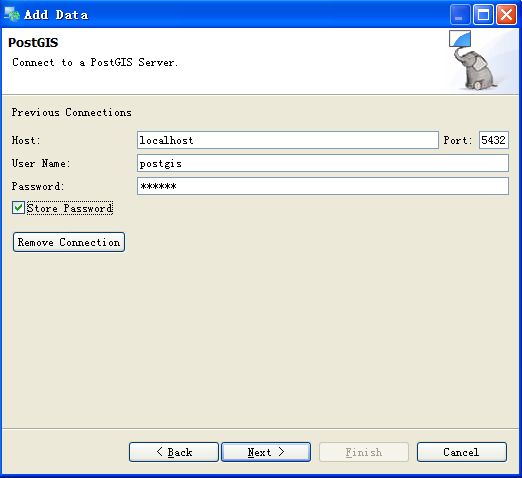 Add Data
PostGIS
Connect to a PostGIS Server.
Previous Connections
Host: localhost Port: 5432
User Name: postgis
Password: ******
Store Password
Remove Connection
< Back Next > Finish Cancel